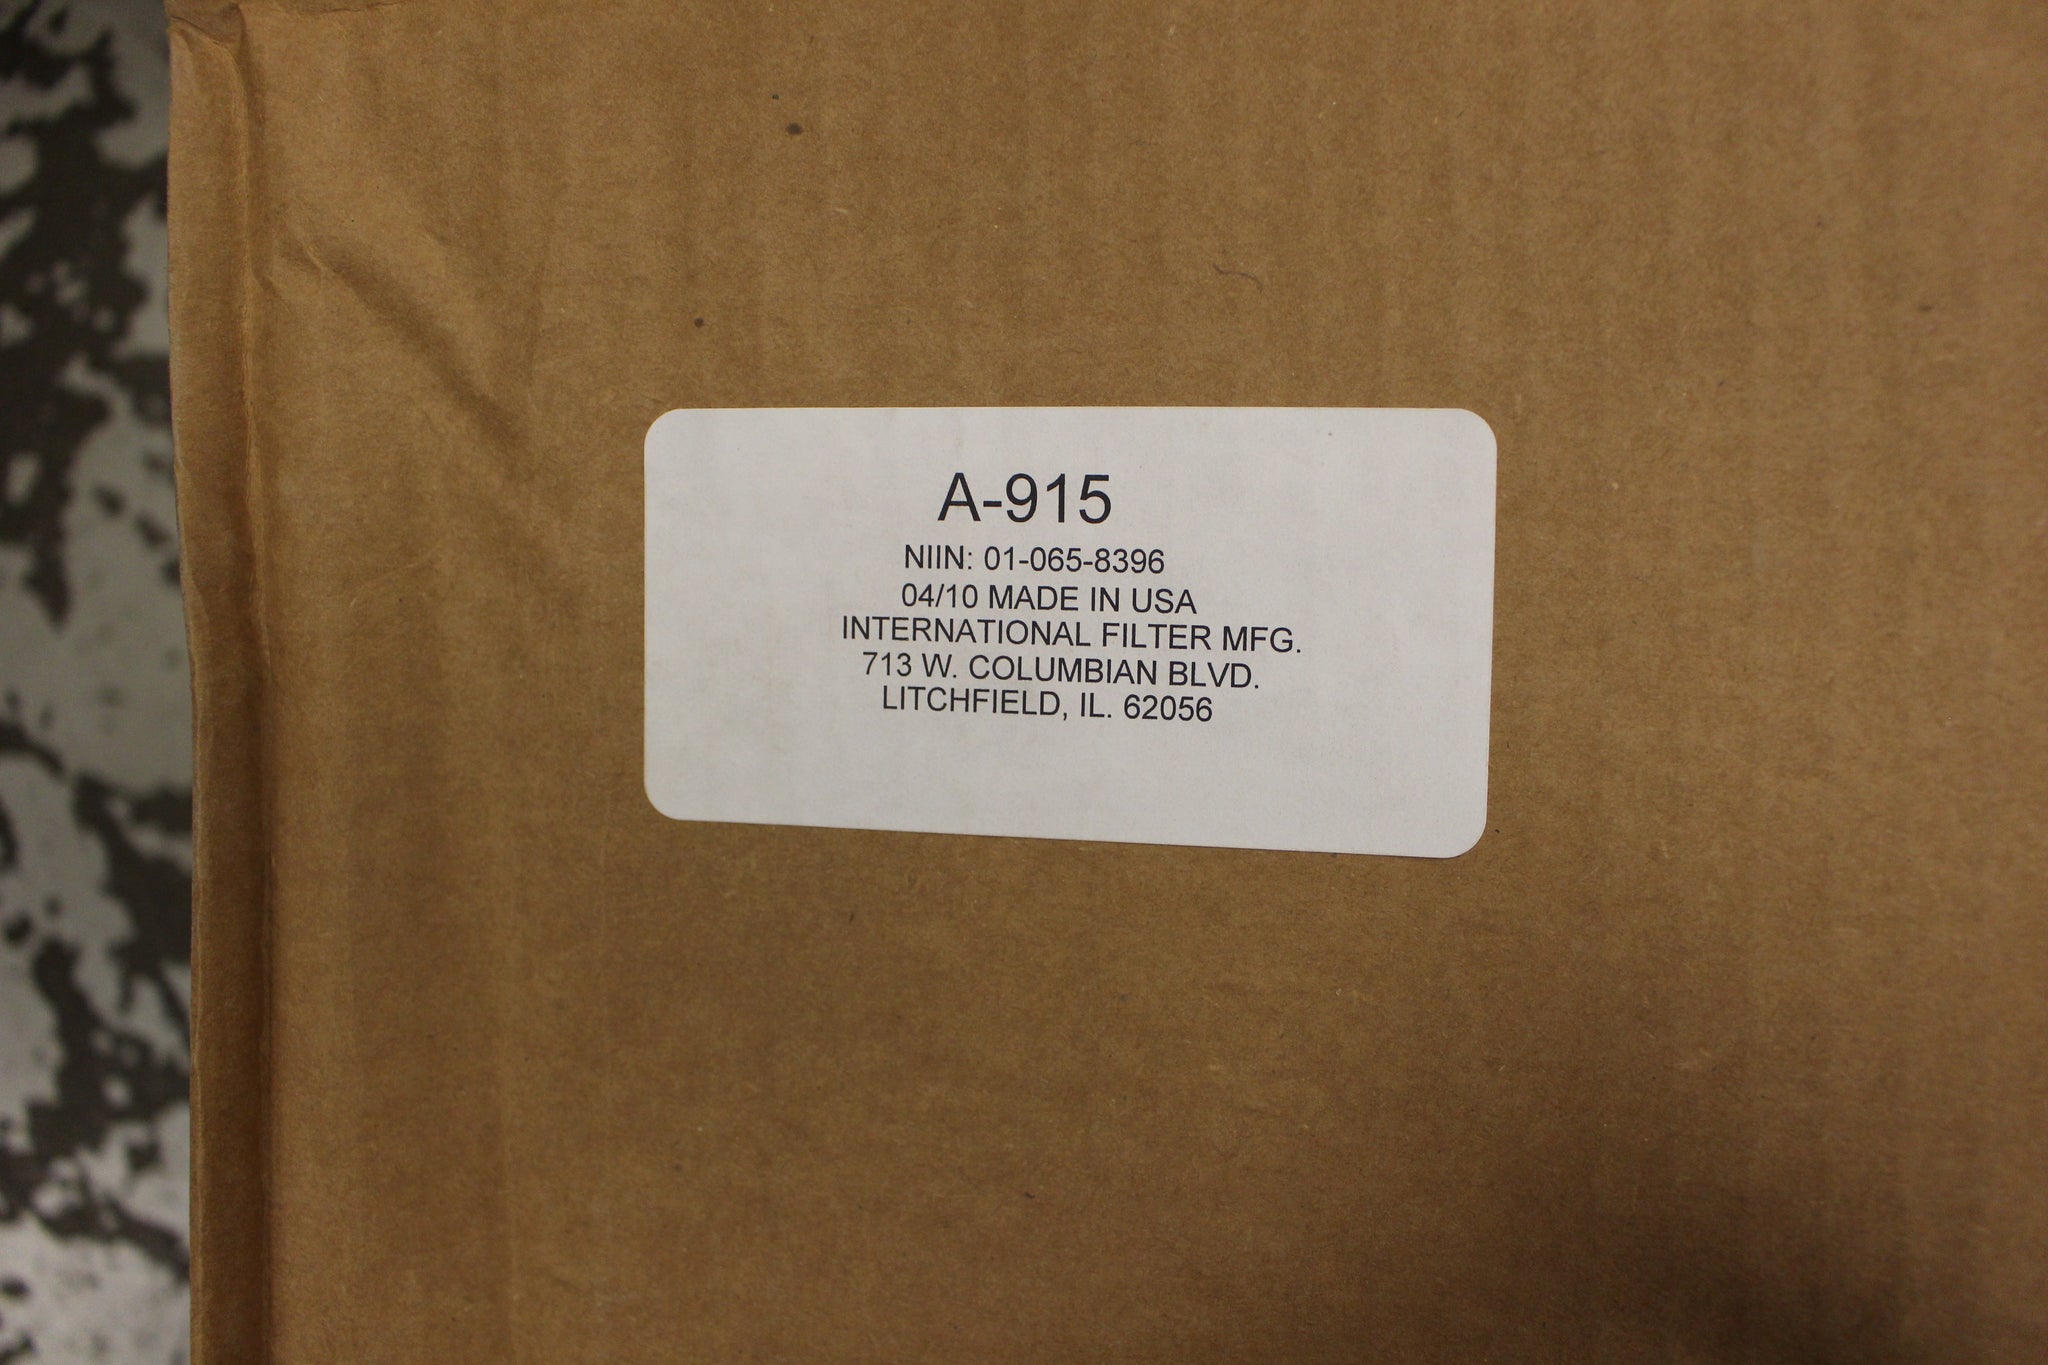 A-915
NIIN: 01-065-8396
04/10 MADE IN USA
INTERNATIONAL FILTER MFG.
713 W. COLUMBIAN BLVD.
LITCHFIELD, IL. 62056